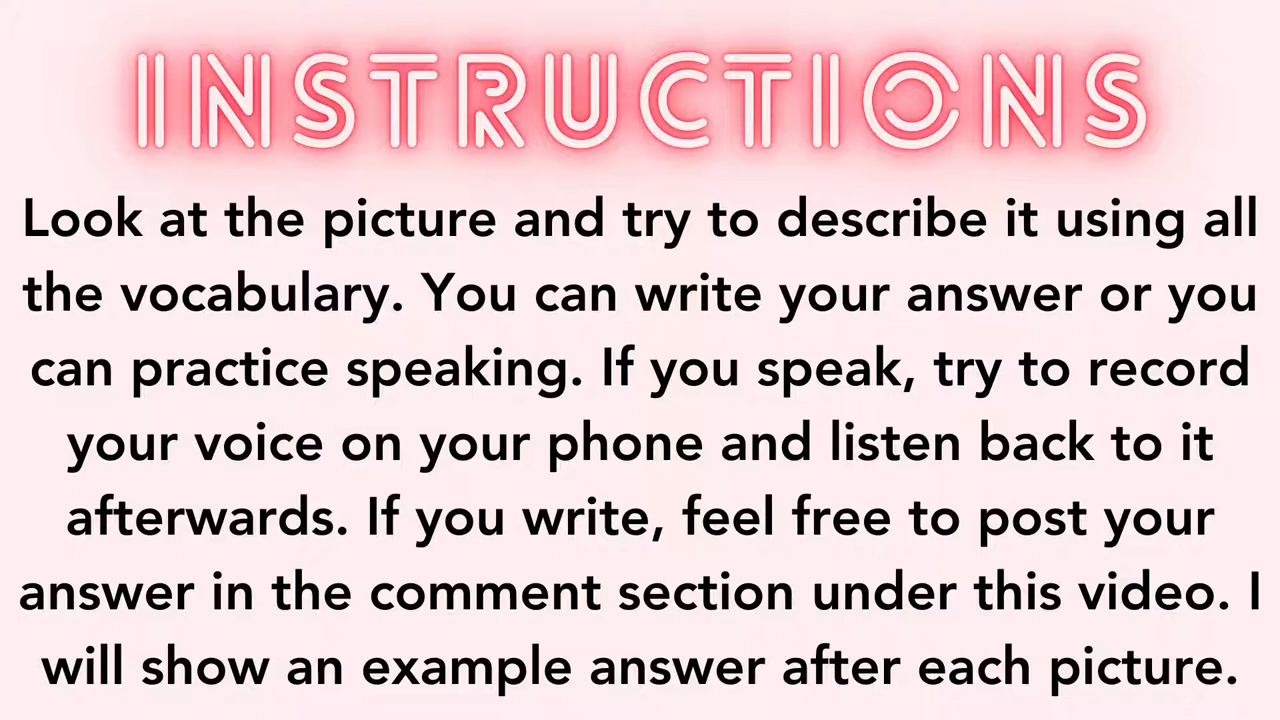 INSTRUCTIONS
Look at the picture and try to describe it using all
the vocabulary. You can write your answer or you
can practice speaking. If you speak, try to record
your voice on your phone and listen back to it
afterwards. If you write, feel free to post your
answer in the comment section under this video. I
will show an example answer after each picture.